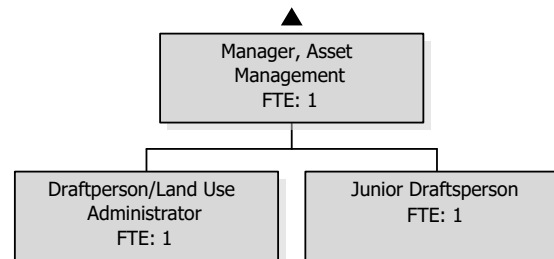 Manager, Asset
Management
FTE: 1
Draftperson/Land Use
Administrator
FTE: 1
Junior Draftsperson
FTE: 1